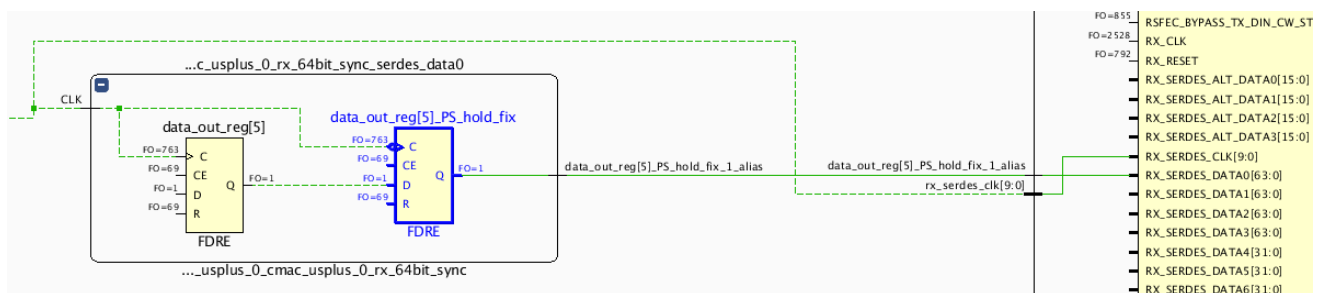 FO=855
RSFEC_BYPASS_TX_DIN_CW_ST
FO=2528
RX_CLK
FO=792
RX_RESET
RX_SERDES_ALT_DATA0[15:0]
RX_SERDES_ALT_DATA1[15:0]
RX_SERDES_ALT_DATA2[15:0]
RX_SERDES_ALT_DATA3[15:0]
RX_SERDES_CLK[9:0]
RX_SERDES_DATA0[63:0]
RX_SERDES_DATA1[63:0]
RX_SERDES_DATA2[63:0]
RX_SERDES_DATA3[63:0]
RX_SERDES_DATA4[31:0]
RX_SERDES_DATA5[31:0]
RX_SERDES_DATA6[31:0]
...c_usplus_0_rx_64bit_sync_serdes_data0
CLK
data_out_reg[5]
FO=763
C
FO=69
CE
FO=1
D
FO=69
R
Q
FO=1
FDRE
data_out_reg[5]_PS_hold_fix
FO=763
C
FO=69
CE
FO=1
D
FO=69
R
Q
FO=1
FDRE
data_out_reg[5]_PS_hold_fix_1_alias
data_out_reg[5]_PS_hold_fix_1_alias
rx_serdes_clk[9:0]
..._usplus_0_cmac_usplus_0_rx_64bit_sync